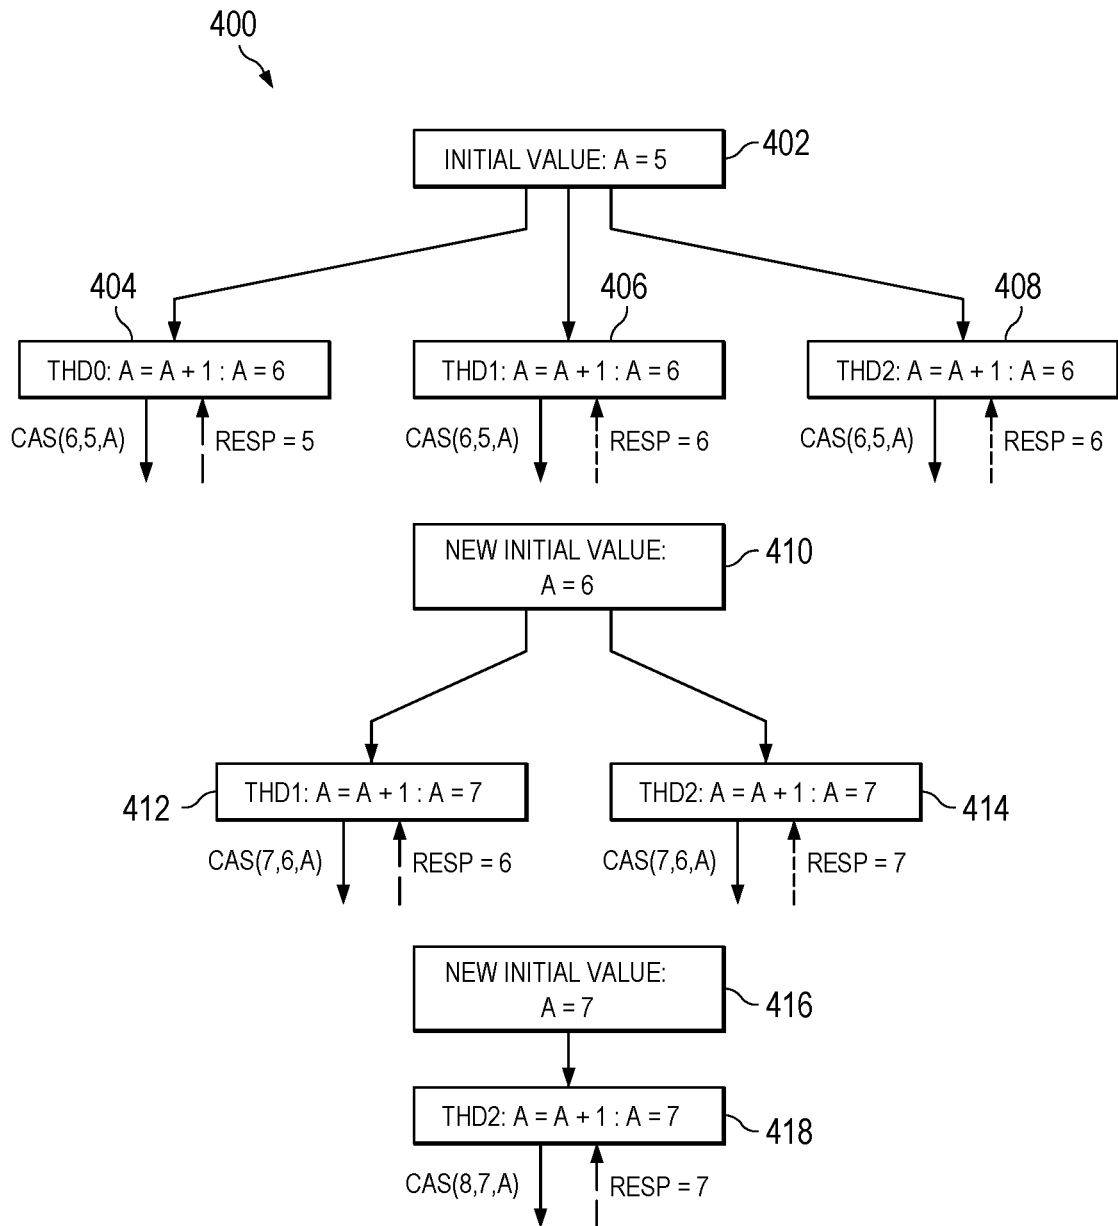 400
INITIAL VALUE: A = 5
402
404
406
408
THD0: A = A + 1 : A = 6
THD1: A = A + 1 : A = 6
THD2: A = A + 1 : A = 6
CAS(6,5,A)
RESP = 5
CAS(6,5,A)
RESP = 6
CAS(6,5,A)
RESP = 6
NEW INITIAL VALUE:
A = 6
410
412
THD1: A = A + 1 : A = 7
THD2: A = A + 1 : A = 7
414
CAS(7,6,A)
RESP = 6
CAS(7,6,A)
RESP = 7
NEW INITIAL VALUE:
A = 7
416
THD2: A = A + 1 : A = 7
418
CAS(8,7,A)
RESP = 7